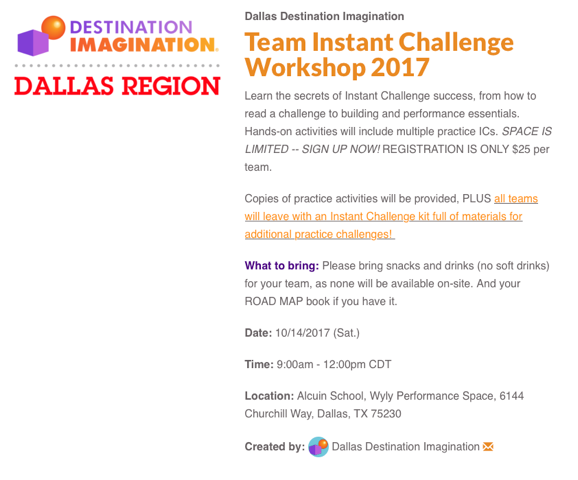 DESTINATION
IMAGINATION.
DALLAS REGION
Dallas Destination Imagination
Team Instant Challenge
Workshop 2017
Learn the secrets of Instant Challenge success, from how to
read a challenge to building and performance essentials.
Hands-on activities will include multiple practice ICs. SPACE IS
LIMITED -- SIGN UP NOW! REGISTRATION IS ONLY $25 per
team.
Copies of practice activities will be provided, PLUS all teams
will leave with an Instant Challenge kit full of materials for
additional practice challenges!
What to bring: Please bring snacks and drinks (no soft drinks)
for your team, as none will be available on-site. And your
ROAD MAP book if you have it.
Date: 10/14/2017 (Sat.)
Time: 9:00am - 12:00pm CDT
Location: Alcuin School, Wyly Performance Space, 6144
Churchill Way, Dallas, TX 75230
Created by: Dallas Destination Imagination